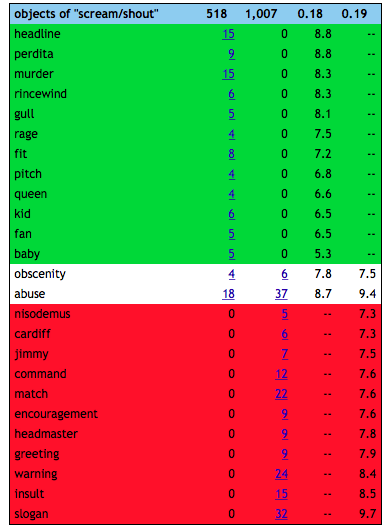 objects of "scream/shout" 518 1,007 0.18 0.19
headline 15 0 8.8 --
perdita 9 0 8.8 --
murder 15 0 8.3 --
rincewind 6 0 8.3 --
gull 5 0 8.1 --
rage 4 0 7.5 --
fit 8 0 7.2 --
pitch 4 0 6.8 --
queen 4 0 6.6 --
kid 6 0 6.5 --
fan 5 0 6.5 --
baby 5 0 5.3 --
obscenity 4 6 7.8 7.5
abuse 18 37 8.7 9.4
nisodemus 0 5 -- 7.3
cardiff 0 6 -- 7.3
jimmy 0 7 -- 7.5
command 0 12 -- 7.6
match 0 22 -- 7.6
encouragement 0 9 -- 7.6
headmaster 0 9 -- 7.8
greeting 0 9 -- 7.9
warning 0 24 -- 8.4
insult 0 15 -- 8.5
slogan 0 32 -- 9.7